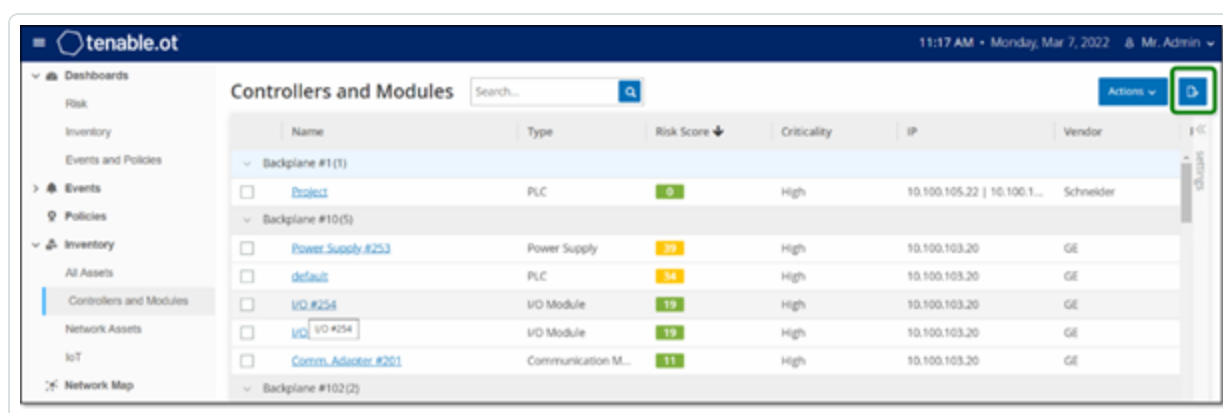 tenable.ot
11:17 AM • Monday, Mar 7, 2022 Mr. Admin
Dashboards
Risk
Inventory
Events and Policies
Events
Policies
Inventory
All Assets
Controllers and Modules
Network Assets
IoT
Network Map
Controllers and Modules Search... Actions
Name Type Risk Score Criticality IP Vendor
settings
Backplane #1(1)
Project PLC 0 High 10.100.105.22 | 10.100.1... Schneider
Backplane #10(5)
Power Supply #253 Power Supply 39 High 10.100.103.20 GE
default PLC 34 High 10.100.103.20 GE
I/O #254 I/O Module 19 High 10.100.103.20 GE
I/O I/O #254 I/O Module 19 High 10.100.103.20 GE
Comm. Adapter #201 Communication M... 11 High 10.100.103.20 GE
Backplane #102(2)